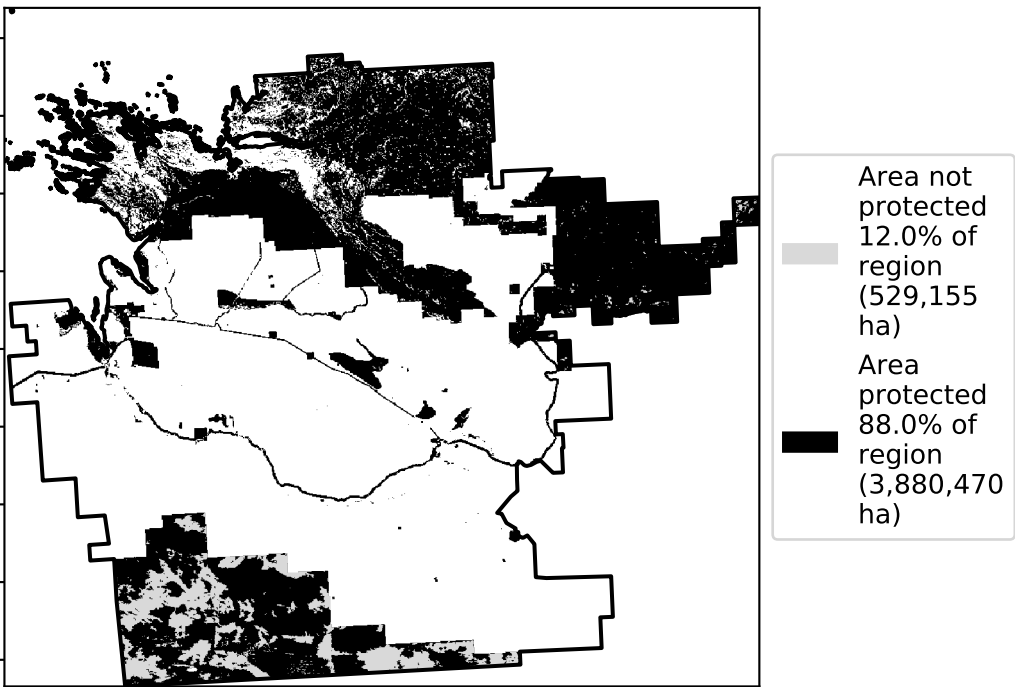 Area not
protected
12.0% of
region
(529,155
ha)
Area
protected
88.0% of
region
(3,880,470
ha)